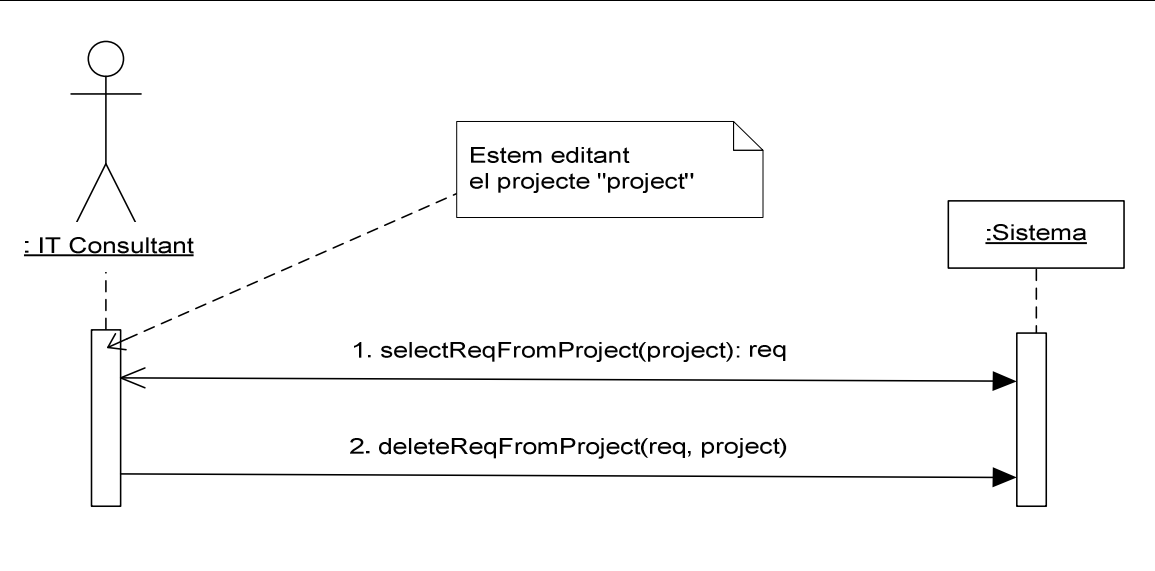 Estem editant
el projecte "project"
: IT Consultant
:Sistema
1. selectReqFromProject(project): req
2. deleteReqFromProject(req, project)